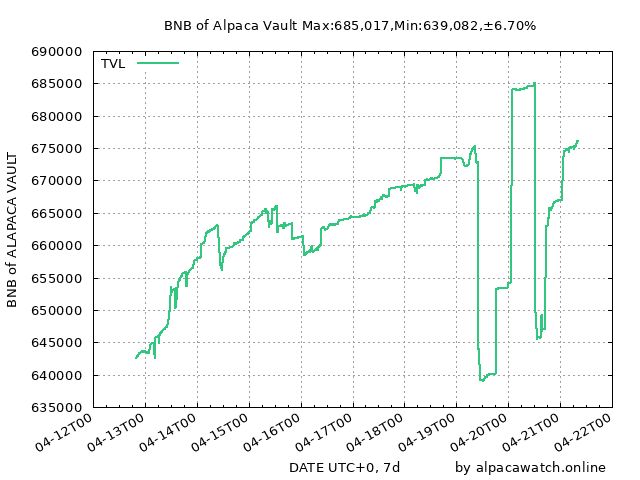 BNB of Alpaca Vault Max:685,017,Min:639,082,±6.70%
TVL
BNB of ALAPACA VAULT
690000
685000
680000
675000
670000
665000
660000
655000
650000
645000
640000
635000
04-12T00
04-13T00
04-14T00
04-15T00
04-16T00
04-17T00
04-18T00
04-19T00
04-20T00
04-21T00
04-22T00
DATE UTC+0, 7d
by alpacawatch.online